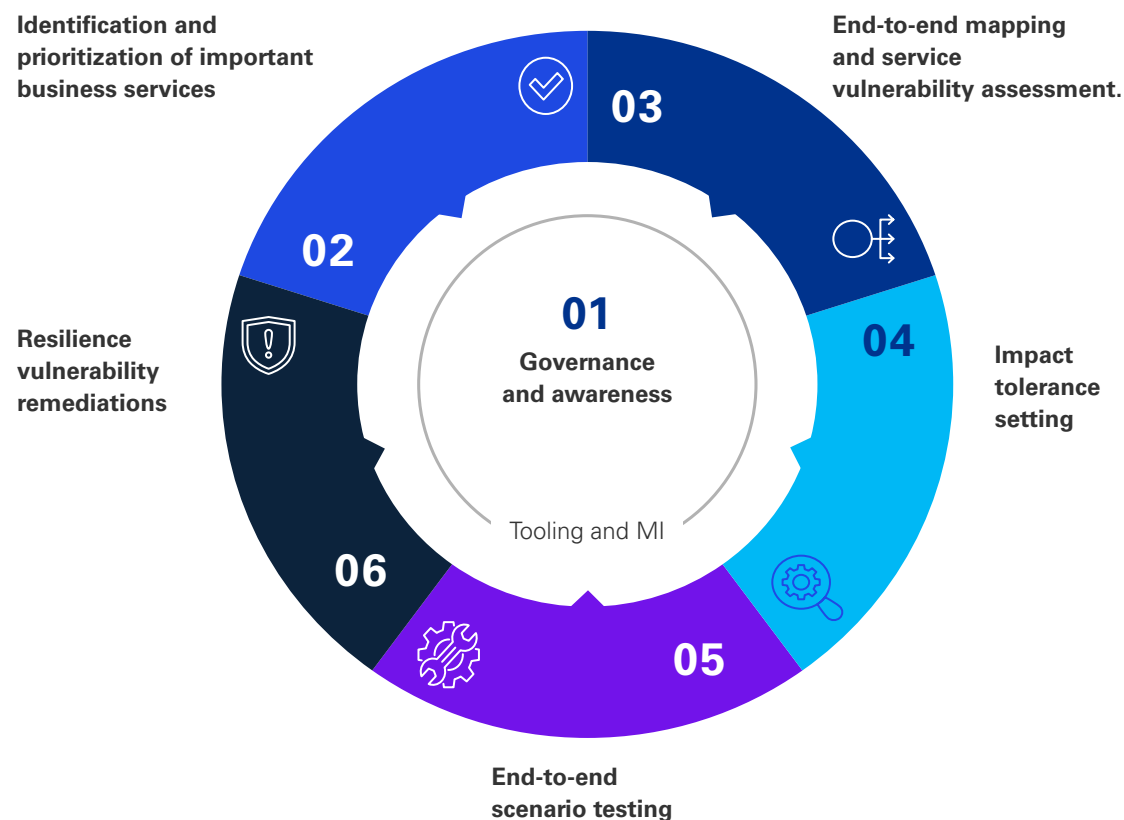 Identification and
prioritization of important
business services
End-to-end mapping
and service
vulnerability assessment.
03
02
01
Governance
and awareness
04
Resilience
vulnerability
remediations
Impact
tolerance
setting
Tooling and MI
06
05
End-to-end
scenario testing